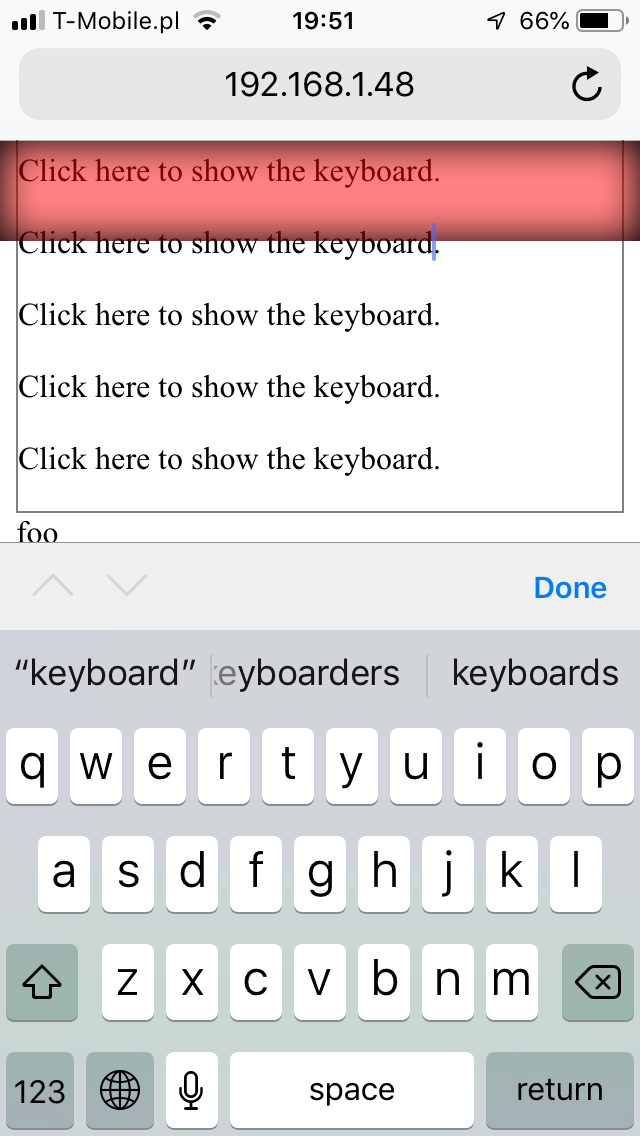 T-Mobile.pl 19:51 66%
192.168.1.48
Click here to show the keyboard.
Click here to show the keyboard.
Click here to show the keyboard.
Click here to show the keyboard.
Click here to show the keyboard.
foo
Done
“keyboard” keyboarders keyboards
q w e r t y u i o p
a s d f g h j k l
z x c v b n m
123 space return